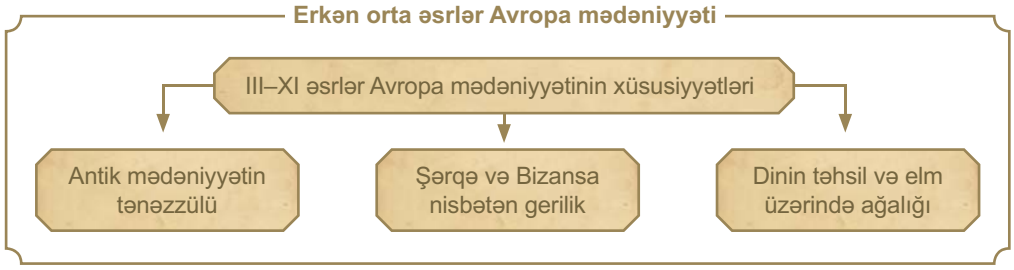 Erkən orta əsrlər Avropa mədəniyyəti
III–XI əsrlər Avropa mədəniyyətinin xüsusiyyətləri
Antik mədəniyyətin
tənəzzülü
Şərqə və Bizansa
nisbətən gerilik
Dinin təhsil və elm
üzərində ağalığı